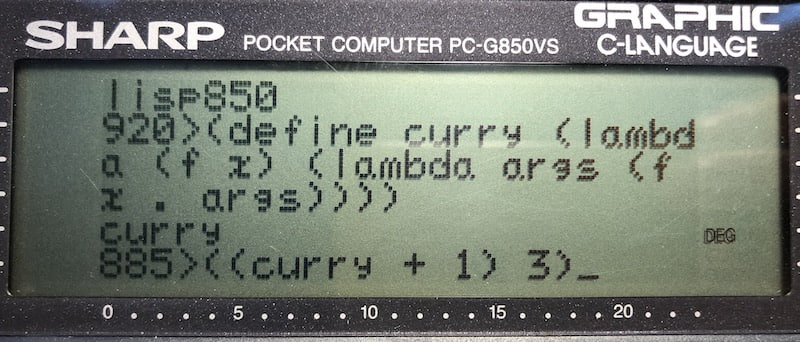 SHARP POCKET COMPUTER PC-G850VS GRAPHIC
C-LANGUAGE
lisp850
920>(define curry (lambd
a (f x) (lambda args (f
x . args))))
curry
DEG
885>((curry + 1) 3)_
0 . . . . 5 . . . . 10 . . . . 15 . . . . 20 . . .